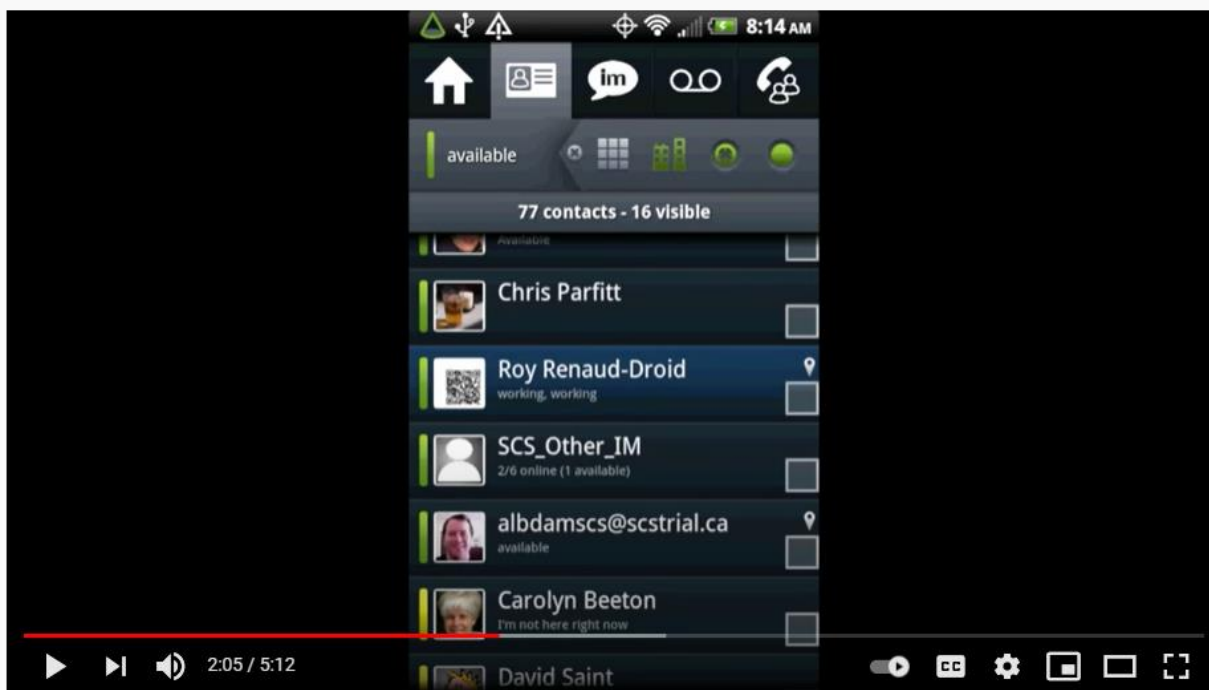 8:14 AM
im
available
77 contacts - 16 visible
Available
Chris Parfitt
Roy Renaud-Droid
working, working
SCS_Other_IM
2/6 online (1 available)
albdamscs@scstrial.ca
available
Carolyn Beeton
I'm not here right now
David Saint
2:05 / 5:12
CC